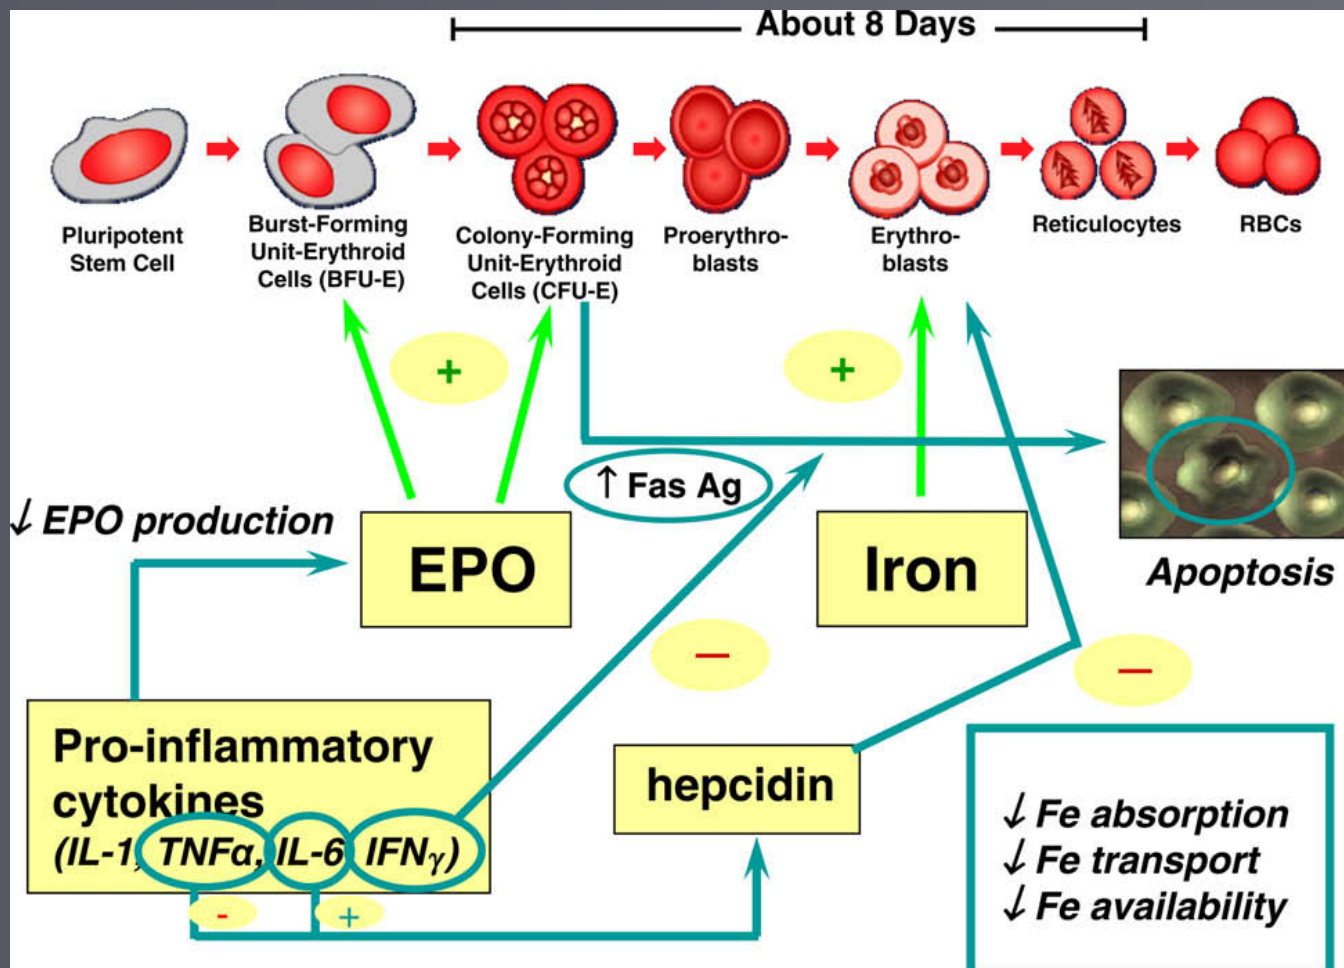 About 8 Days
Pluripotent
Stem Cell
Burst-Forming
Unit-Erythroid
Cells (BFU-E)
Colony-Forming
Unit-Erythroid
Cells (CFU-E)
Proerythro-
blasts
Erythro-
blasts
Reticulocytes
RBCs
+
+
↑ Fas Ag
↓ EPO production
EPO
Iron
Apoptosis
—
—
Pro-inflammatory
cytokines
(IL-1, TNFα, IL-6 IFNγ)
hepcidin
-
+
↓ Fe absorption
↓ Fe transport
↓ Fe availability